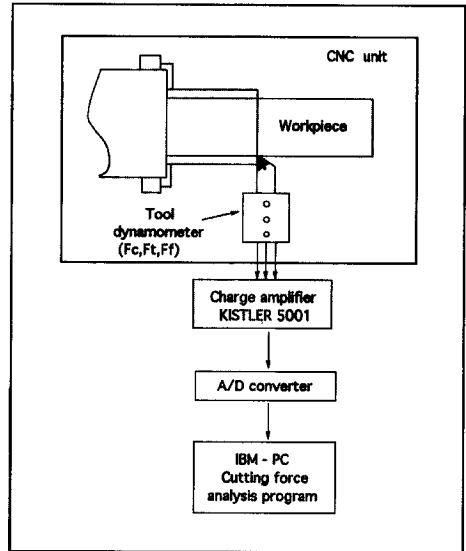 CNC unit
Workpiece
Tool
dynamometer
(Fc,Ft,Ff)
Charge amplifier
KISTLER 5001
A/D converter
IBM - PC
Cutting force
analysis program